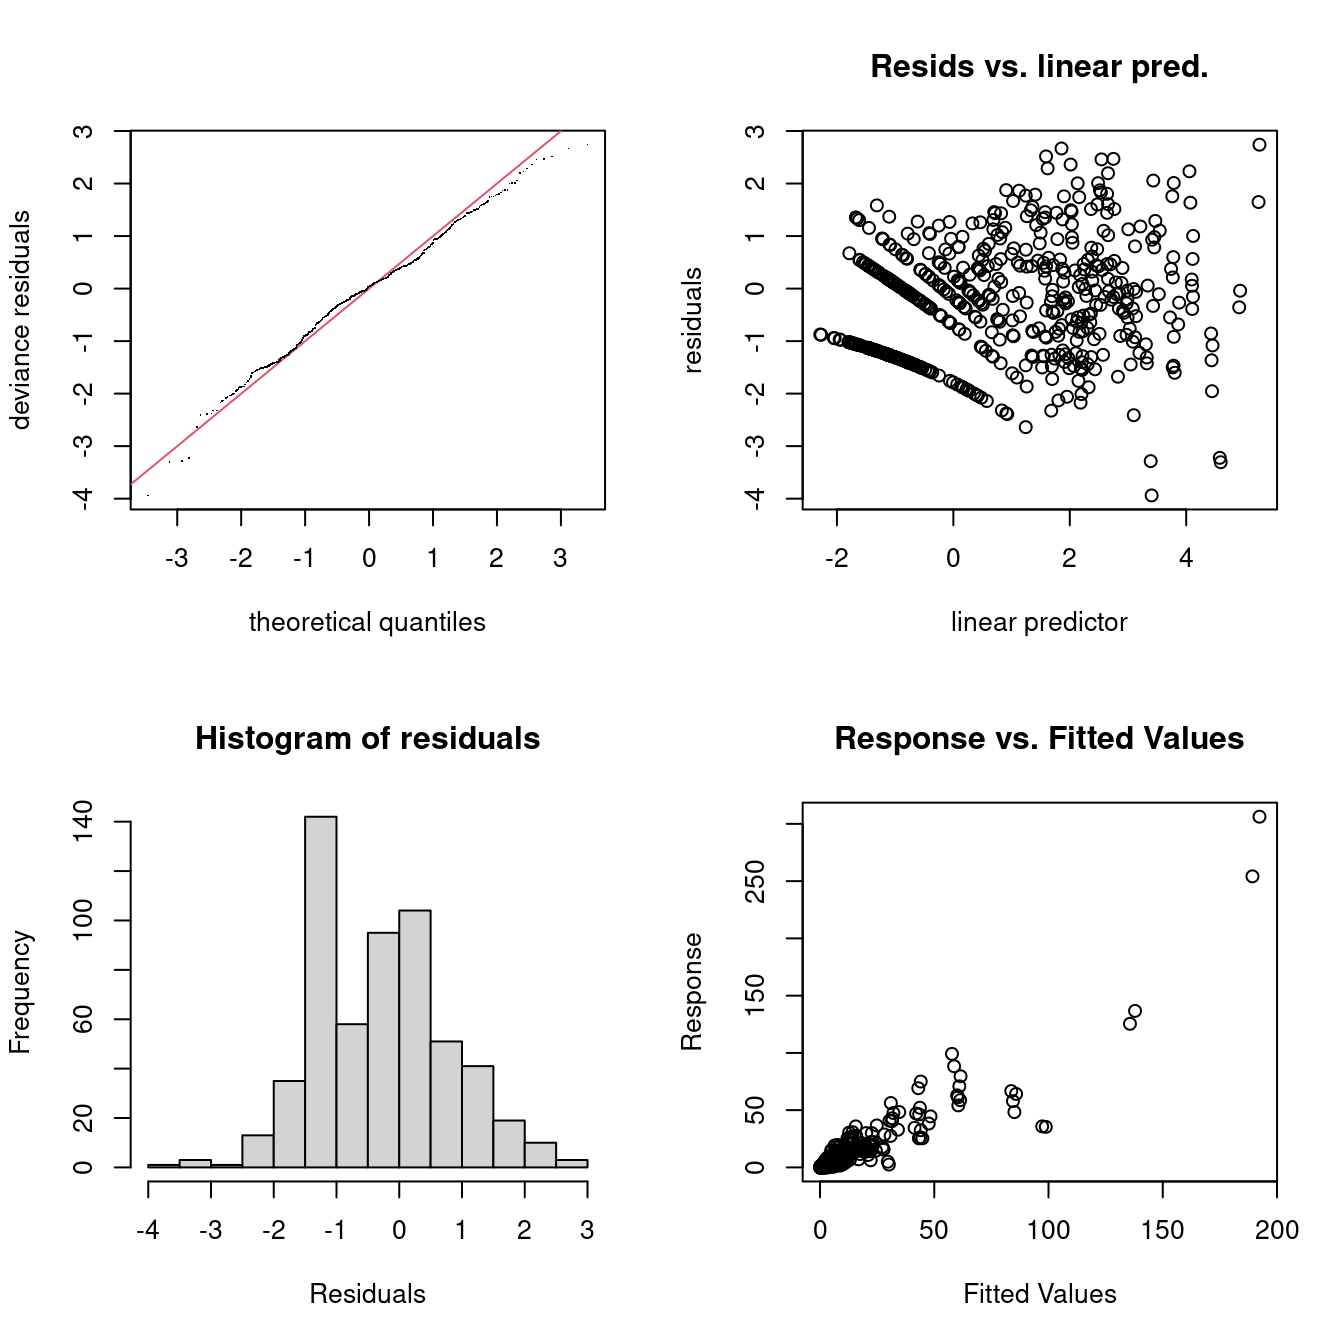 3
2
1
0
-1
-2
-3
-4
deviance residuals
-3 -2 -1 0 1 2 3
theoretical quantiles
Resids vs. linear pred.
3
2
1
0
-1
-2
-3
-4
residuals
-2 0 2 4
linear predictor
Histogram of residuals
140
100
60
20
0
Frequency
-4 -3 -2 -1 0 1 2 3
Residuals
Response vs. Fitted Values
250
150
50
0
Response
0 50 100 150 200
Fitted Values